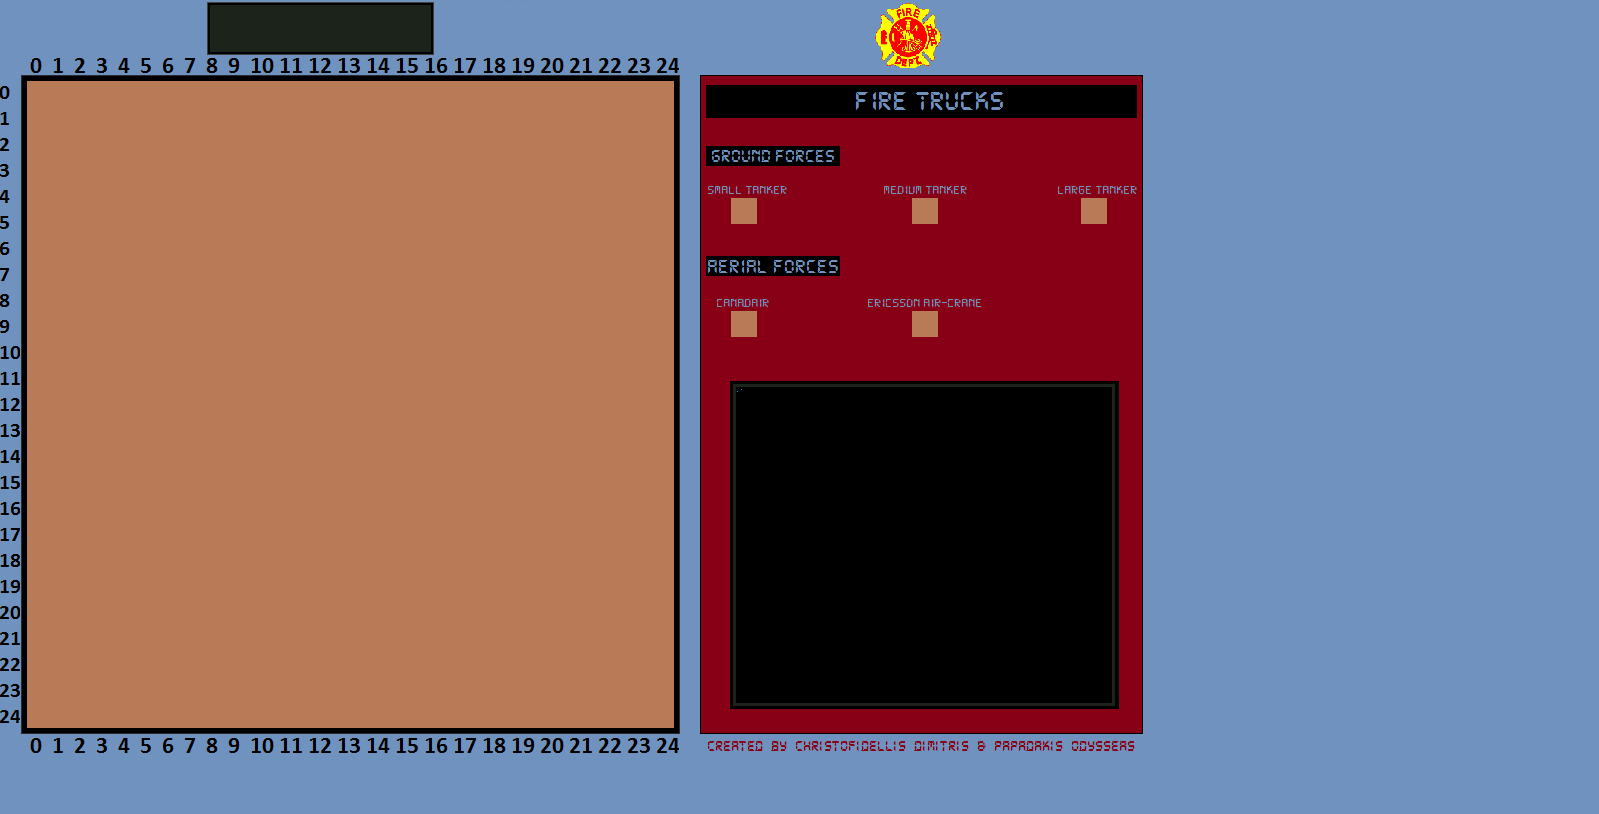 FIRE
DEPT
0 1 2 3 4 5 6 7 8 9 10 11 12 13 14 15 16 17 18 19 20 21 22 23 24
0
1
2
3
4
5
6
7
8
9
10
11
12
13
14
15
16
17
18
19
20
21
22
23
24
0 1 2 3 4 5 6 7 8 9 10 11 12 13 14 15 16 17 18 19 20 21 22 23 24
FIRE TRUCKS
GROUND FORCES
SMALL TANKER MEDIUM TANKER LARGE TANKER
AERIAL FORCES
CANADAIR ERICSSON AIR-CRANE
CREATED BY CHRISTOFIDELLIS DIMITRIS & PAPADAKIS ODYSSEAS